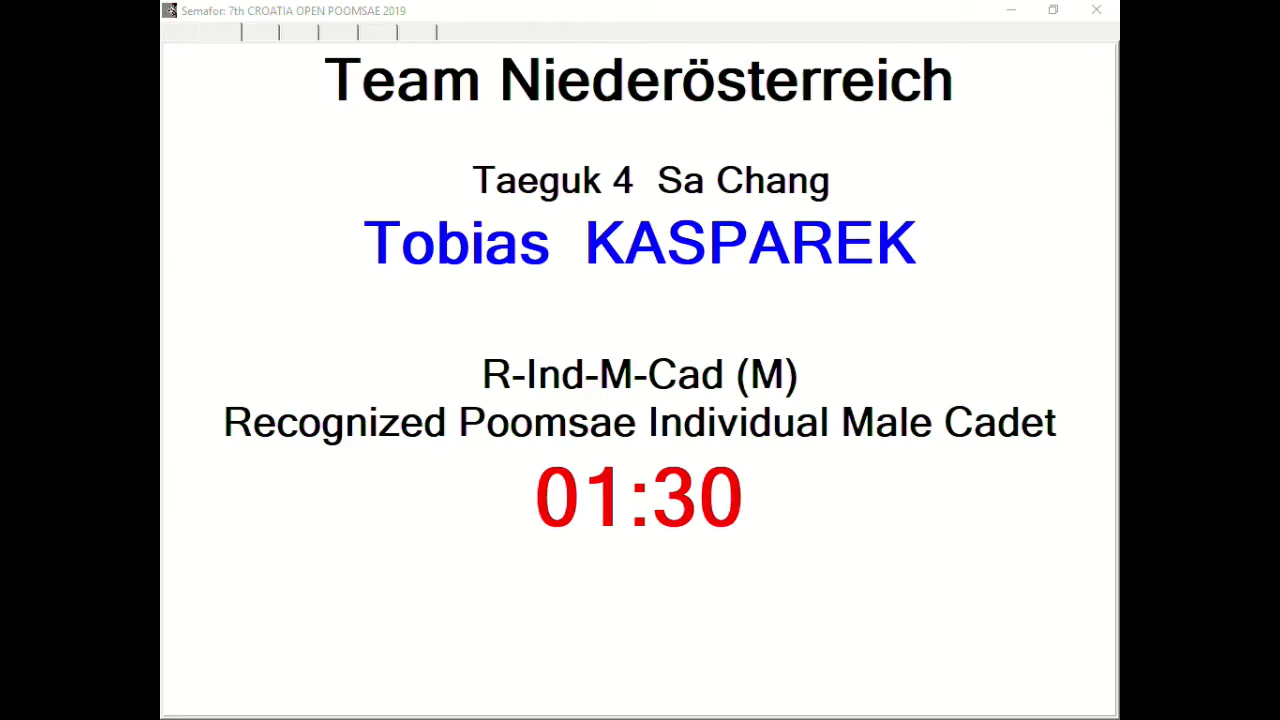 Semafor: 7th CROATIA OPEN POOMSAE 2019
Team Niederösterreich
Taeguk 4  Sa Chang
Tobias  KASPAREK
R-Ind-M-Cad (M)
Recognized Poomsae Individual Male Cadet
01:30